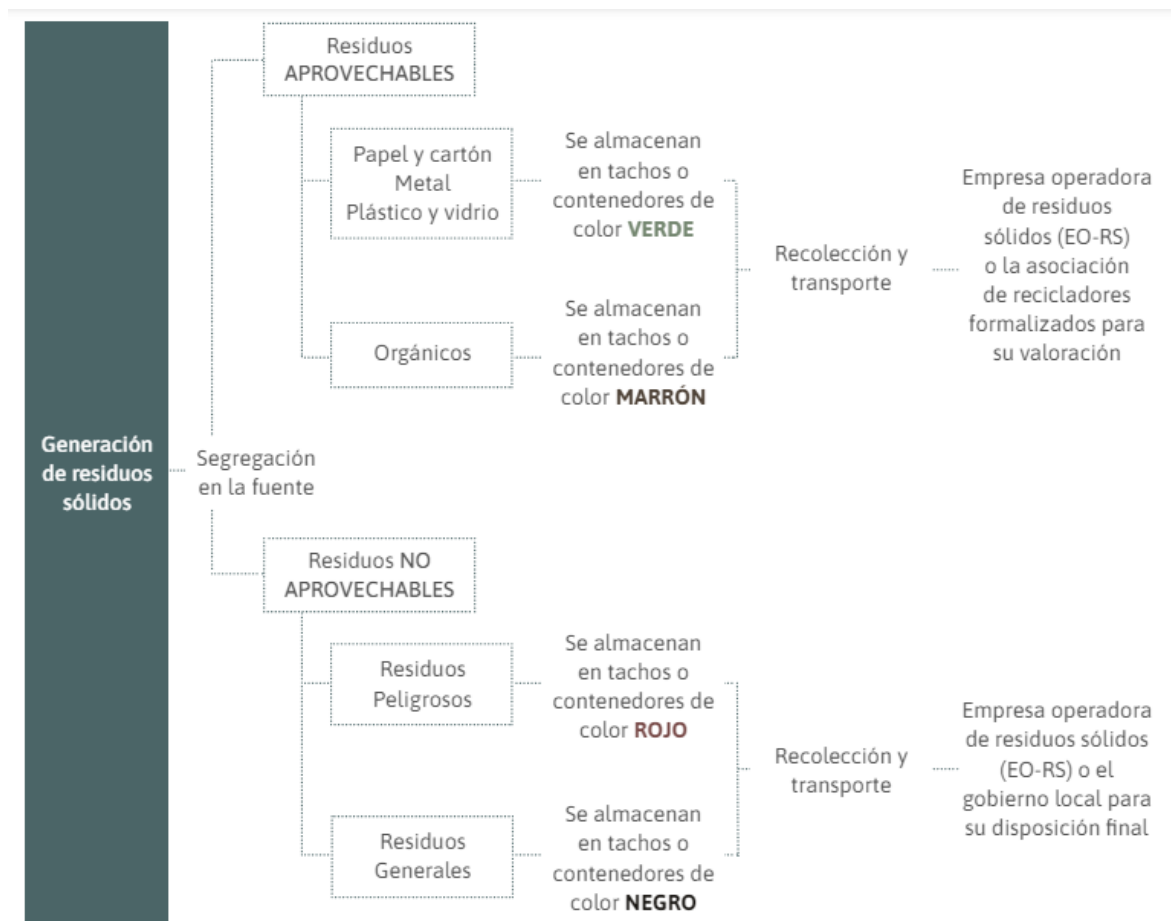 Generación
de residuos
sólidos
Segregación
en la fuente
Residuos
APROVECHABLES
Papel y cartón
Metal
Plástico y vidrio
Se almacenan
en tachos o
contenedores de
color VERDE
Orgánicos
Se almacenan
en tachos o
contenedores de
color MARRÓN
Recolección y
transporte
Empresa operadora
de residuos
sólidos (EO-RS)
o la asociación
de recicladores
formalizados para
su valoración
Residuos NO
APROVECHABLES
Residuos
Peligrosos
Se almacenan
en tachos o
contenedores de
color ROJO
Residuos
Generales
Se almacenan
en tachos o
contenedores de
color NEGRO
Recolección y
transporte
Empresa operadora
de residuos sólidos
(EO-RS) o el
gobierno local para
su disposición final